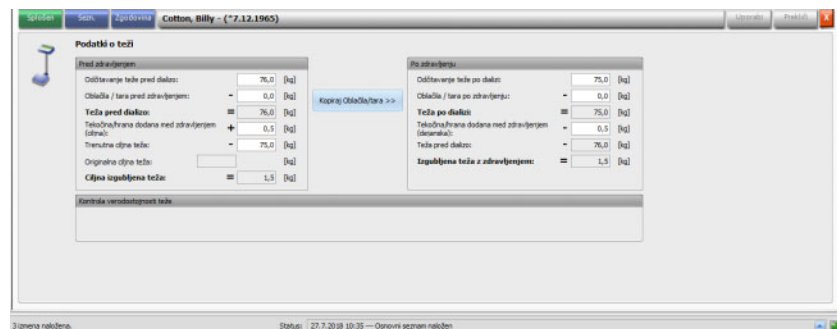 Splošen Sezn. Zgodovina Cotton, Billy - (*7.12.1965) Uporabi Prekliči X
Podatki o teži
Pred zdravljenjem
Odčitavanje teže pred dializo: 76,0 [kg]
Oblačila / tara pred zdravljenjem: - 0,0 [kg]
Teža pred dializo: = 76,0 [kg]
Tekočina/hrana dodana med zdravljenjem (ciljna): + 0,5 [kg]
Trenutna ciljna teža: - 75,0 [kg]
Originalna ciljna teža: [kg]
Ciljna izgubljena teža: = 1,5 [kg]
Kopiraj Oblačila/tara >>
Po zdravljenju
Odčitavanje teže po dializi: 75,0 [kg]
Oblačila / tara po zdravljenju: - 0,0 [kg]
Teža po dializi: = 75,0 [kg]
Tekočina/hrana dodana med zdravljenjem (dejanska): - 0,5 [kg]
Teža pred dializo: - 76,0 [kg]
Izgubljena teža z zdravljenjem: = 1,5 [kg]
Kontrola verodostojnosti teže
3 izmena naložena. Status: 27.7.2018 10:35 --- Osnovni seznam naložen